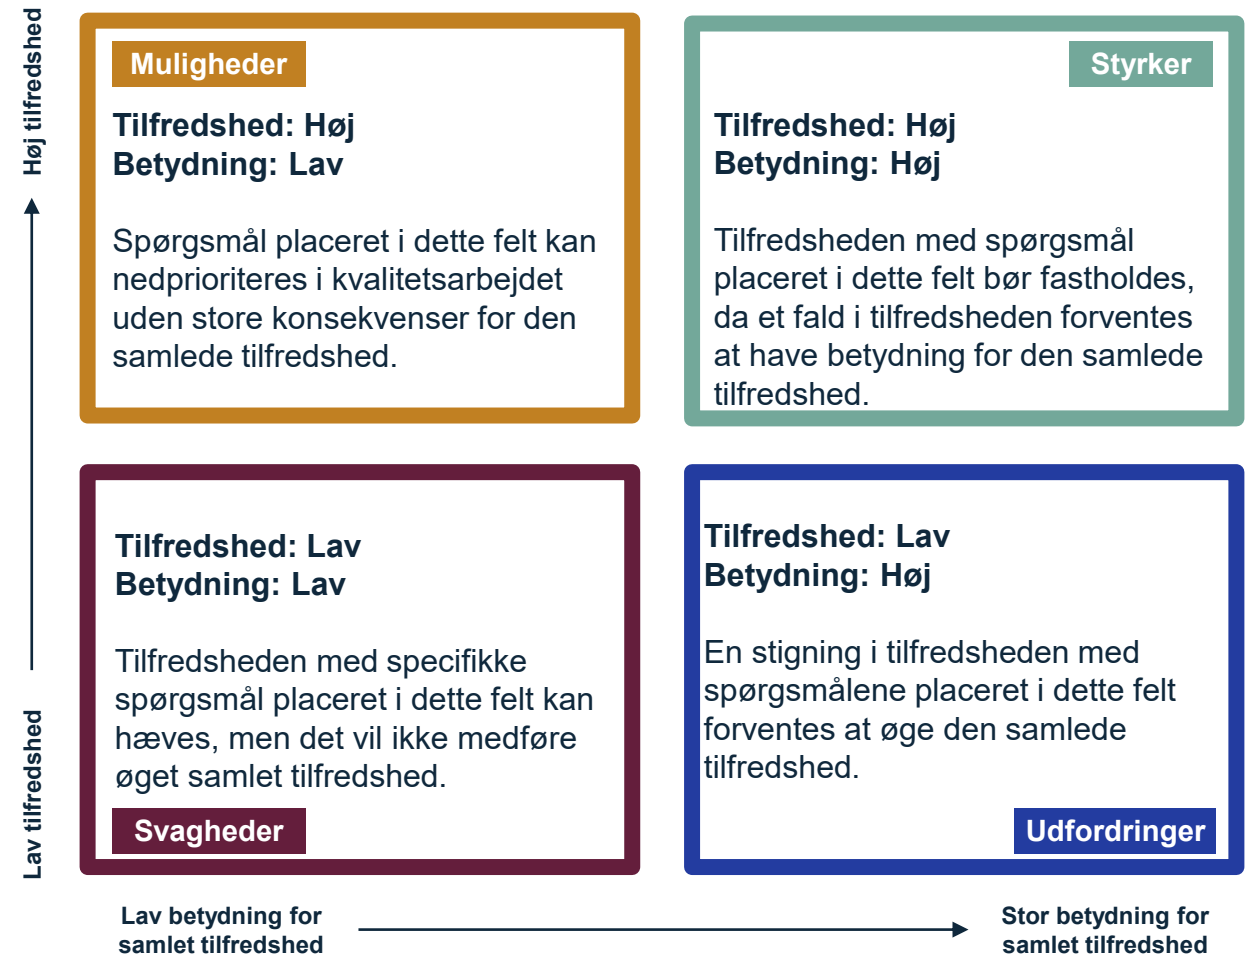 Høj tilfredshed
Muligheder
Tilfredshed: Høj
Betydning: Lav
Spørgsmål placeret i dette felt kan
nedprioriteres i kvalitetsarbejdet
uden store konsekvenser for den
samlede tilfredshed.
Styrker
Tilfredshed: Høj
Betydning: Høj
Tilfredsheden med spørgsmål
placeret i dette felt bør fastholdes,
da et fald i tilfredsheden forventes
at have betydning for den samlede
tilfredshed.
Lav tilfredshed
Tilfredshed: Lav
Betydning: Lav
Tilfredsheden med specifikke
spørgsmål placeret i dette felt kan
hæves, men det vil ikke medføre
øget samlet tilfredshed.
Svagheder
Tilfredshed: Lav
Betydning: Høj
En stigning i tilfredsheden med
spørgsmålene placeret i dette felt
forventes at øge den samlede
tilfredshed.
Udfordringer
Lav betydning for
samlet tilfredshed
Stor betydning for
samlet tilfredshed